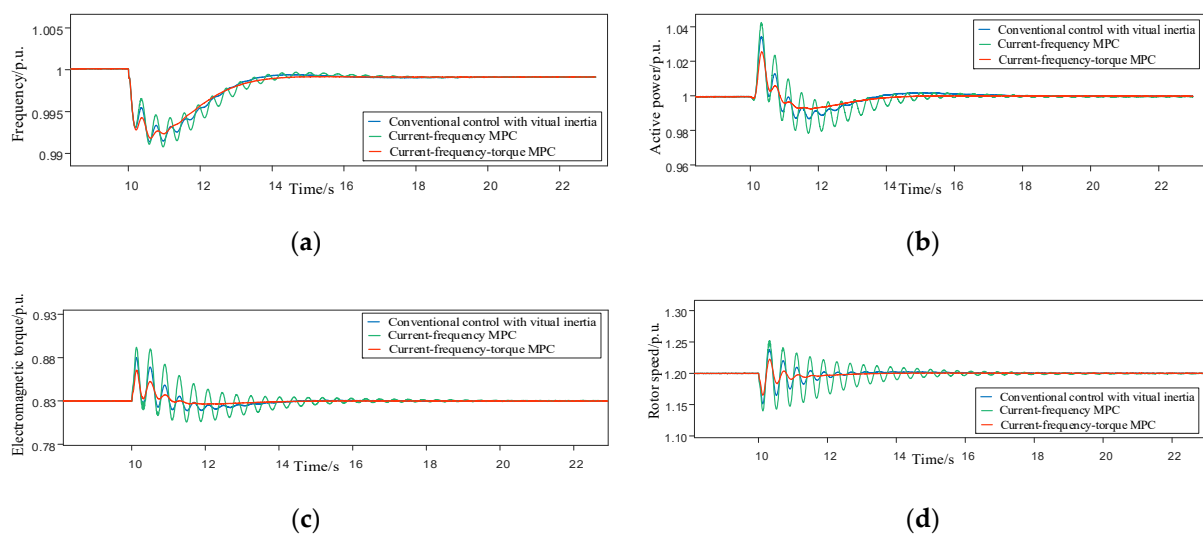 1.005
1
0.995
0.99
Frequency/p.u.
Conventional control with vitual inertia
Current-frequency MPC
Current-frequency-torque MPC
10 12 14 16 18 20 22
Time/s
(a)
1.04
1.02
1
0.98
0.96
Active power/p.u.
Conventional control with vitual inertia
Current-frequency MPC
Current-frequency-torque MPC
10 12 14 16 18 20 22
Time/s
(b)
0.93
0.88
0.83
0.78
Electromagnetic torque/p.u.
Conventional control with vitual inertia
Current-frequency MPC
Current-frequency-torque MPC
10 12 14 16 18 20 22
Time/s
(c)
1.30
1.25
1.20
1.15
1.10
Rotor speed/p.u.
Conventional control with vitual inertia
Current-frequency MPC
Current-frequency-torque MPC
10 12 14 16 18 20 22
Time/s
(d)